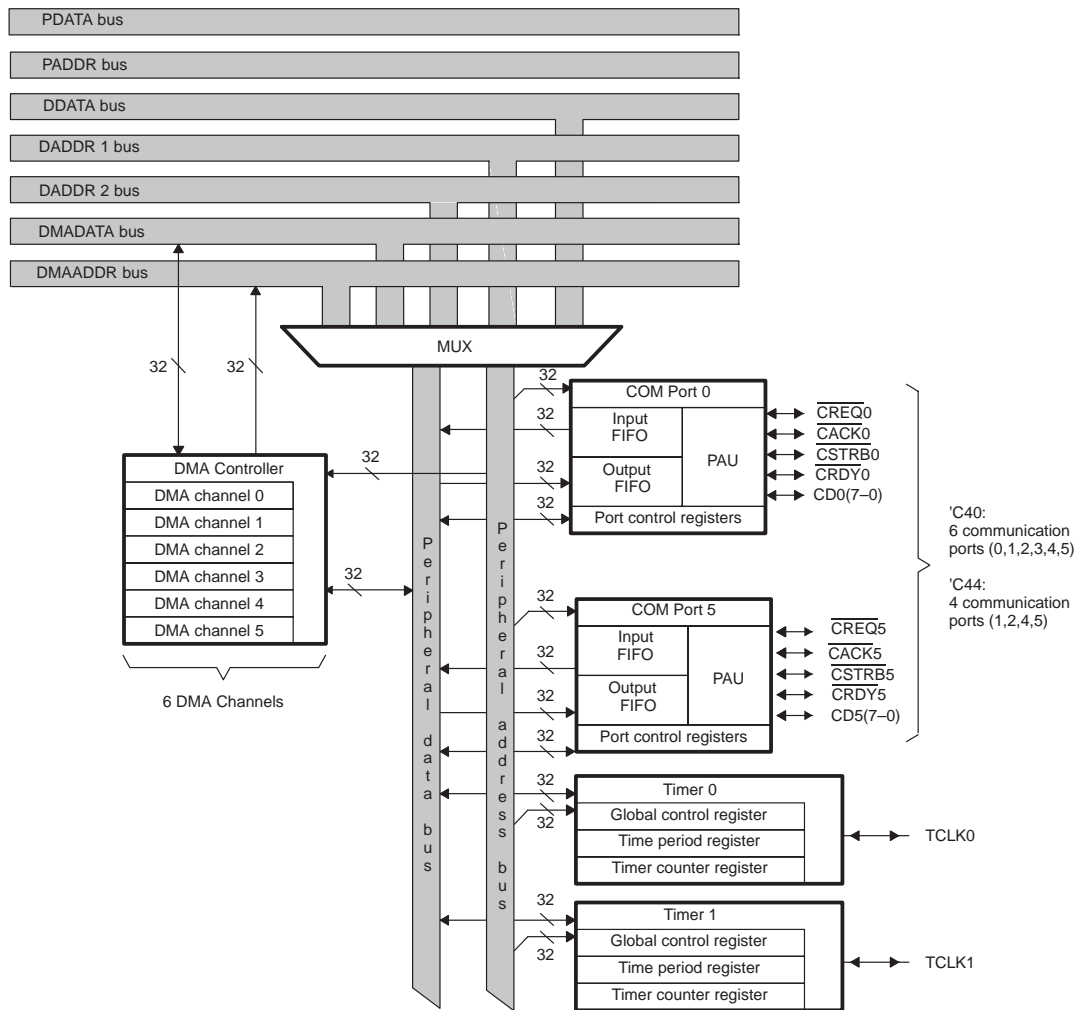 PDATA bus
PADDR bus
DDATA bus
DADDR 1 bus
DADDR 2 bus
DMADATA bus
DMAADDR bus
MUX
32
32
DMA Controller
DMA channel 0
DMA channel 1
DMA channel 2
DMA channel 3
DMA channel 4
DMA channel 5
6 DMA Channels
32
32
Peripheral data bus
Peripheral address bus
32
32
32
32
COM Port 0
Input
FIFO
Output
FIFO
PAU
Port control registers
CREQ0
CACK0
CSTRB0
CRDY0
CD0(7–0)
32
32
32
32
COM Port 5
Input
FIFO
Output
FIFO
PAU
Port control registers
CREQ5
CACK5
CSTRB5
CRDY5
CD5(7–0)
'C40:
6 communication
ports (0,1,2,3,4,5)
'C44:
4 communication
ports (1,2,4,5)
32
32
Timer 0
Global control register
Time period register
Timer counter register
TCLK0
32
32
Timer 1
Global control register
Time period register
Timer counter register
TCLK1